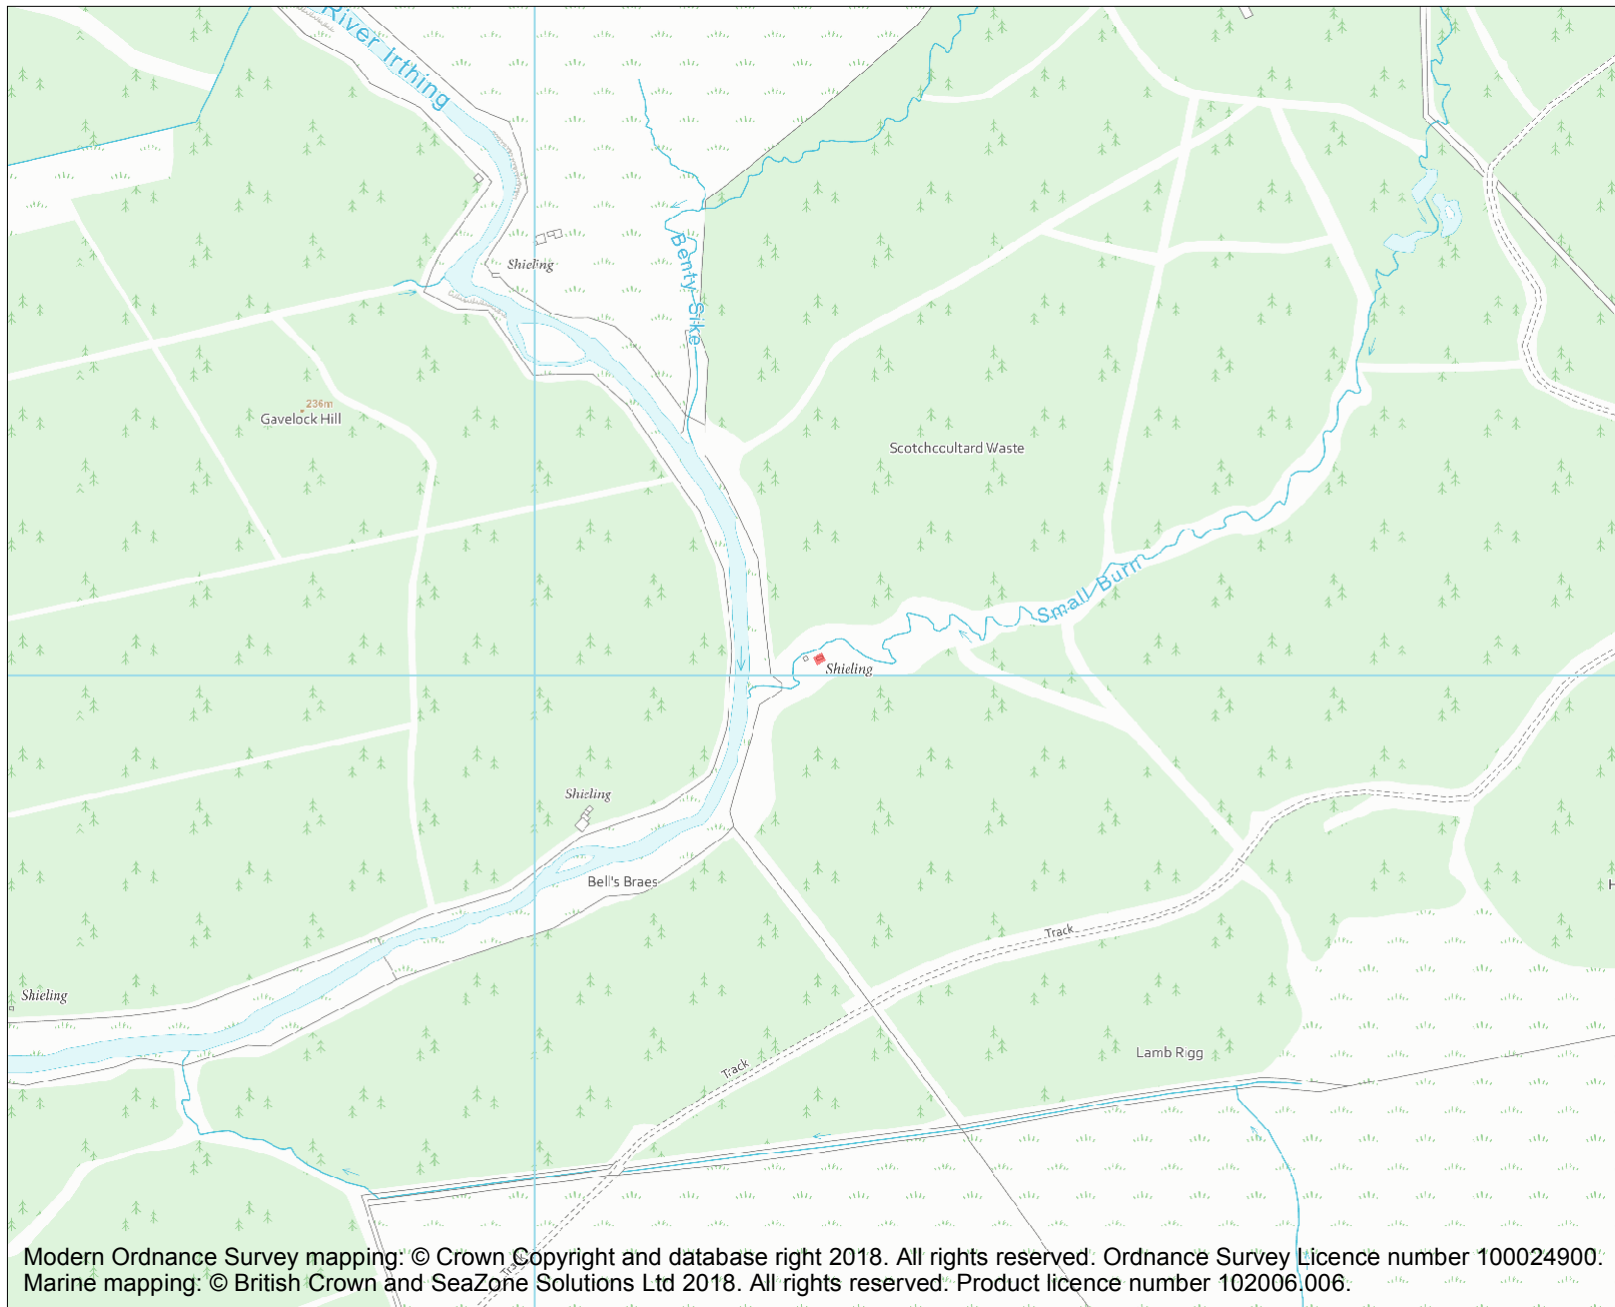 River Irthing
Shieling
Benty Sike
236m
Gavelock Hill
Scotchcoultard Waste
Small Burn
Shieling
Shieling
Bell's Braes
Track
Shieling
Lamb Rigg
Track
Track
Modern Ordnance Survey mapping: © Crown Copyright and database right 2018. All rights reserved. Ordnance Survey Licence number 100024900.
Marine mapping: © British Crown and SeaZone Solutions Ltd 2018. All rights reserved. Product licence number 102006.006.